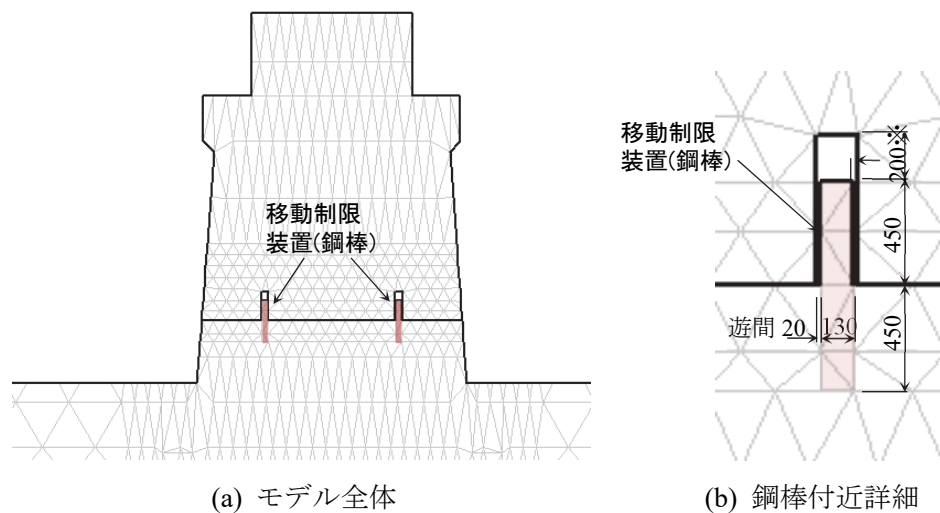 移動制限
装置(鋼棒)
(a) モデル全体
移動制限
装置(鋼棒)
200※
450
遊間 20
130
450
(b) 鋼棒付近詳細